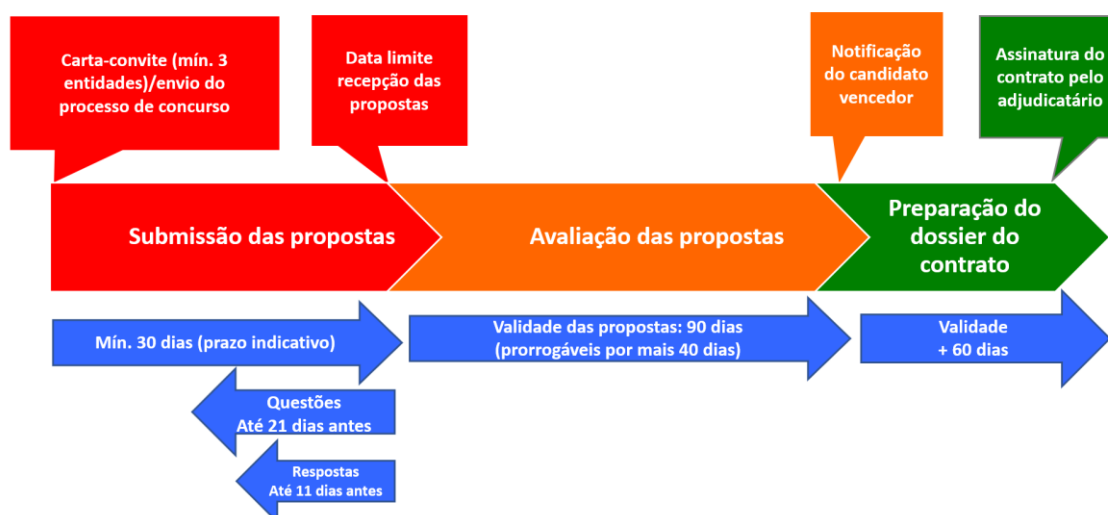 Carta-convite (mín. 3
entidades)/envio do
processo de concurso
Data limite
recepção das
propostas
Notificação
do candidato
vencedor
Assinatura do
contrato pelo
adjudicatário
Submissão das propostas
Avaliação das propostas
Preparação do
dossier do
contrato
Mín. 30 dias (prazo indicativo)
Validade das propostas: 90 dias
(prorrogáveis por mais 40 dias)
Validade
+ 60 dias
Questões
Até 21 dias antes
Respostas
Até 11 dias antes